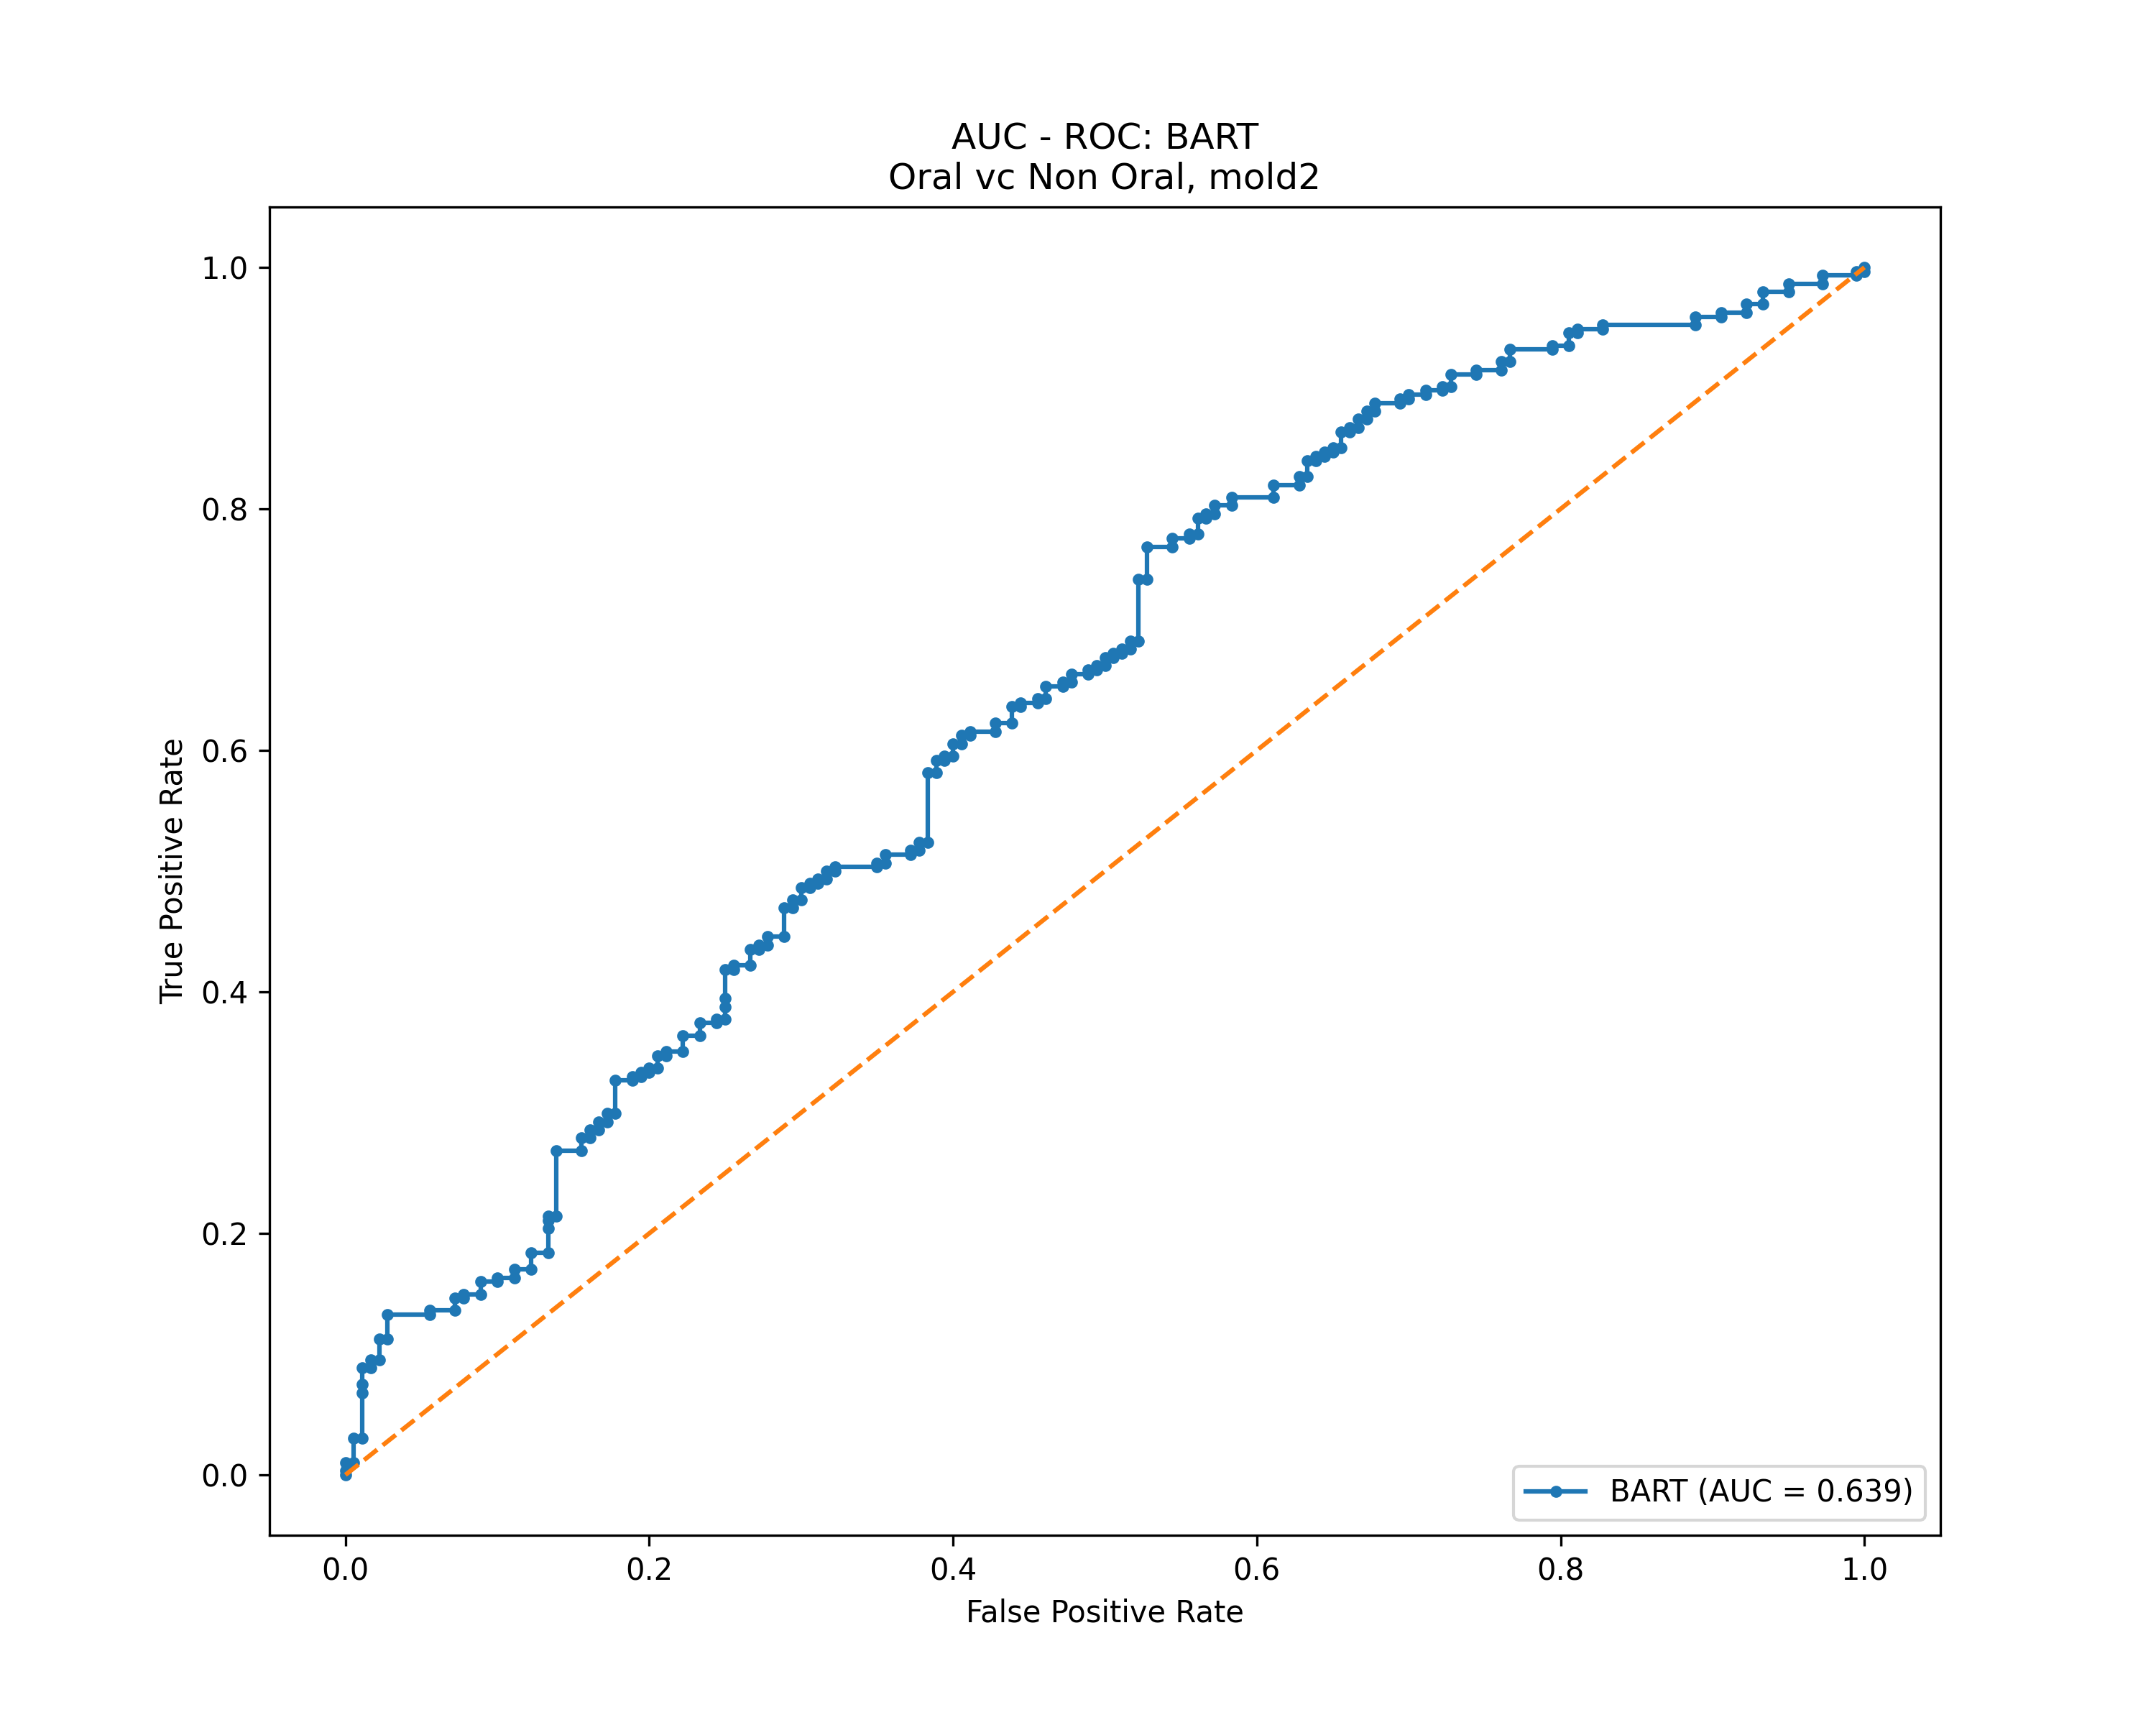 AUC - ROC: BART
Oral vc Non Oral, mold2
True Positive Rate
1.0
0.8
0.6
0.4
0.2
0.0
BART (AUC = 0.639)
0.0 0.2 0.4 0.6 0.8 1.0
False Positive Rate